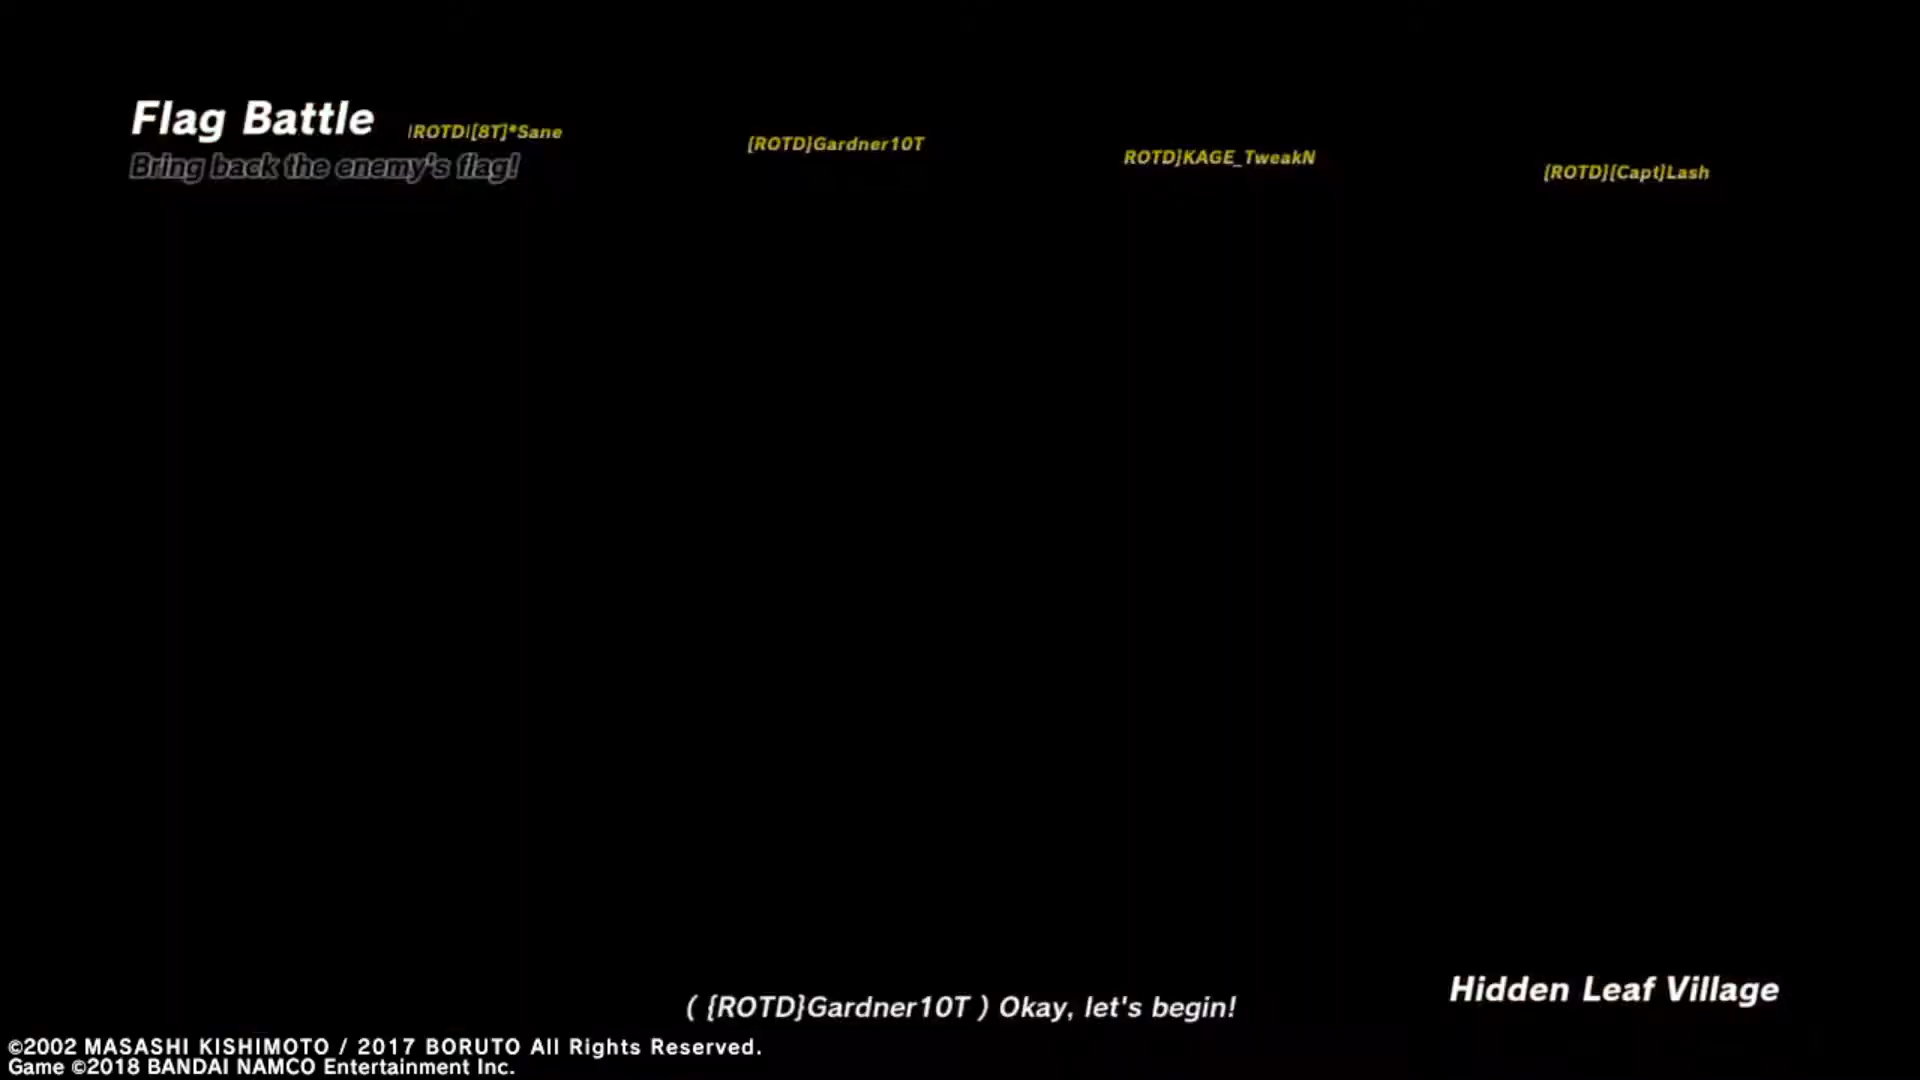 Flag Battle
{ROTD}[8T]*Sane
{ROTD}Gardner10T
ROTD}KAGE_TweakN
{ROTD}[Capt]Lash
Bring back the enemy's flag!
Hidden Leaf Village
( {ROTD}Gardner10T ) Okay, let's begin!
©2002 MASASHI KISHIMOTO / 2017 BORUTO All Rights Reserved.
Game ©2018 BANDAI NAMCO Entertainment Inc.